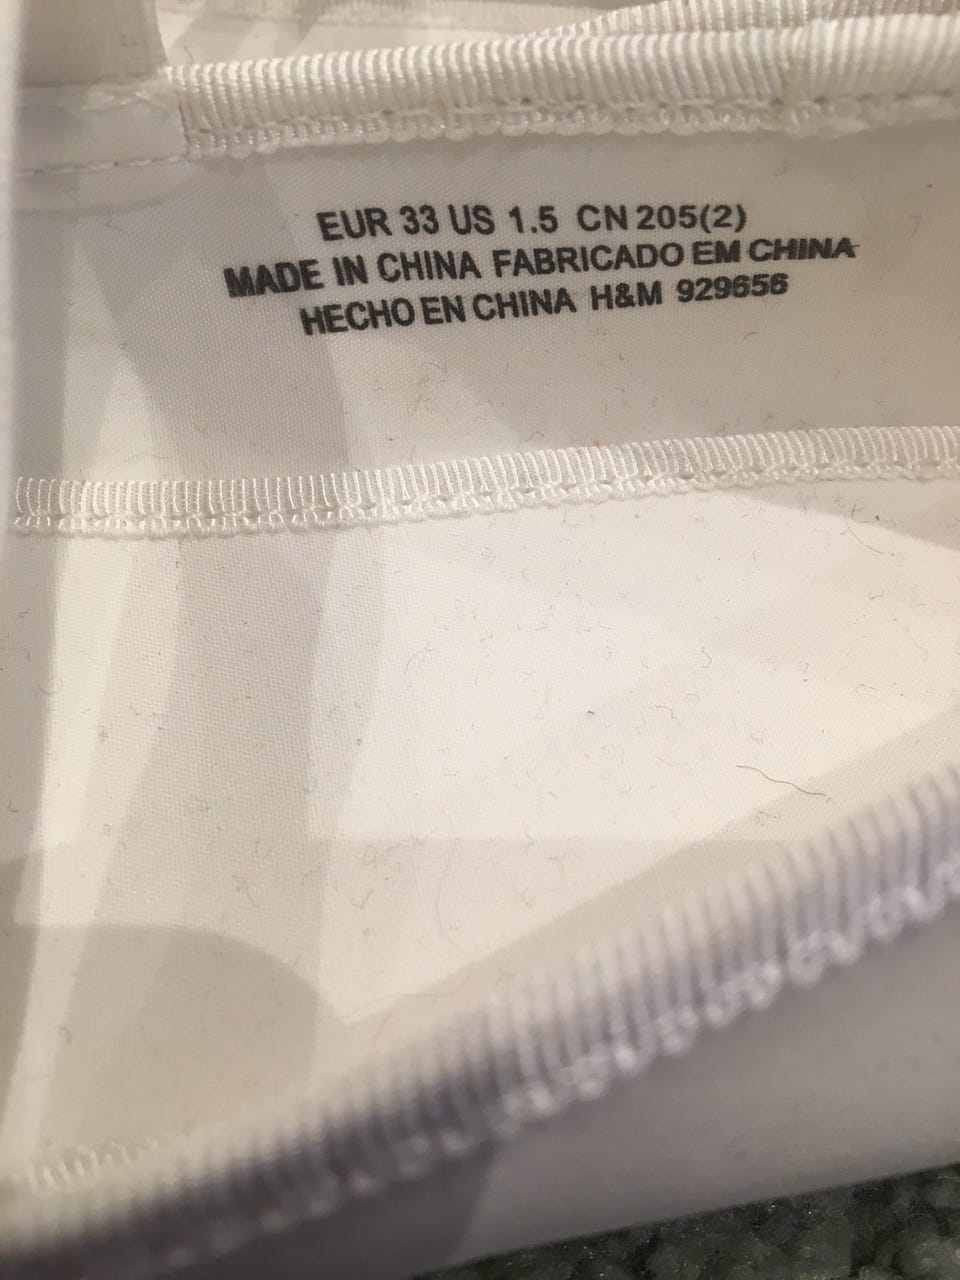 EUR 33 US 1.5 CN 205(2)
MADE IN CHINA FABRICADO EM CHINA
HECHO EN CHINA H&M 929656